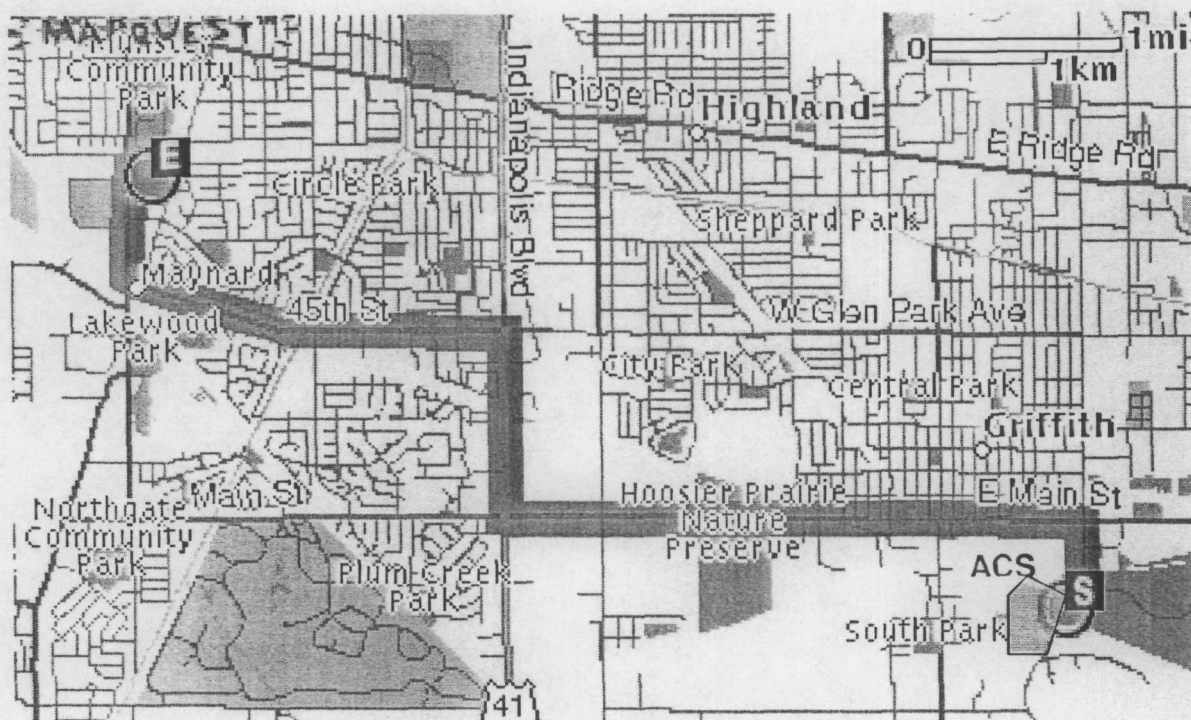 MAPQUEST
Munster
Community
Park
E
Indianapolis Blvd
Ridge Rd
Highland
0
1mi
1km
E Ridge Rd
Circle Park
Sheppard Park
Maynard
45th St
W Glen Park Ave
Lakewood
Park
City Park
Central Park
Griffith
Main St
Hoosier Prairie
Nature
Preserve
E Main St
Northgate
Community
Park
Plum Creek
Park
ACS
S
South Park
41